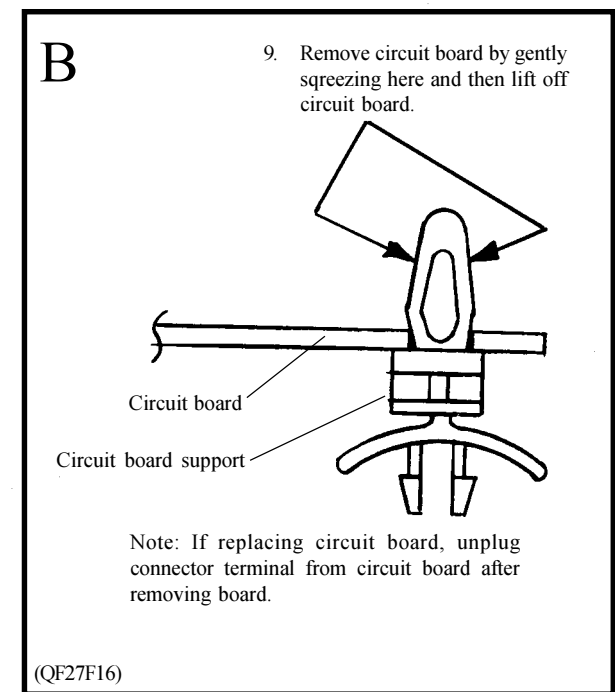 B
9. Remove circuit board by gently
sqreezing here and then lift off
circuit board.
Circuit board
Circuit board support
Note: If replacing circuit board, unplug
connector terminal from circuit board after
removing board.
(QF27F16)